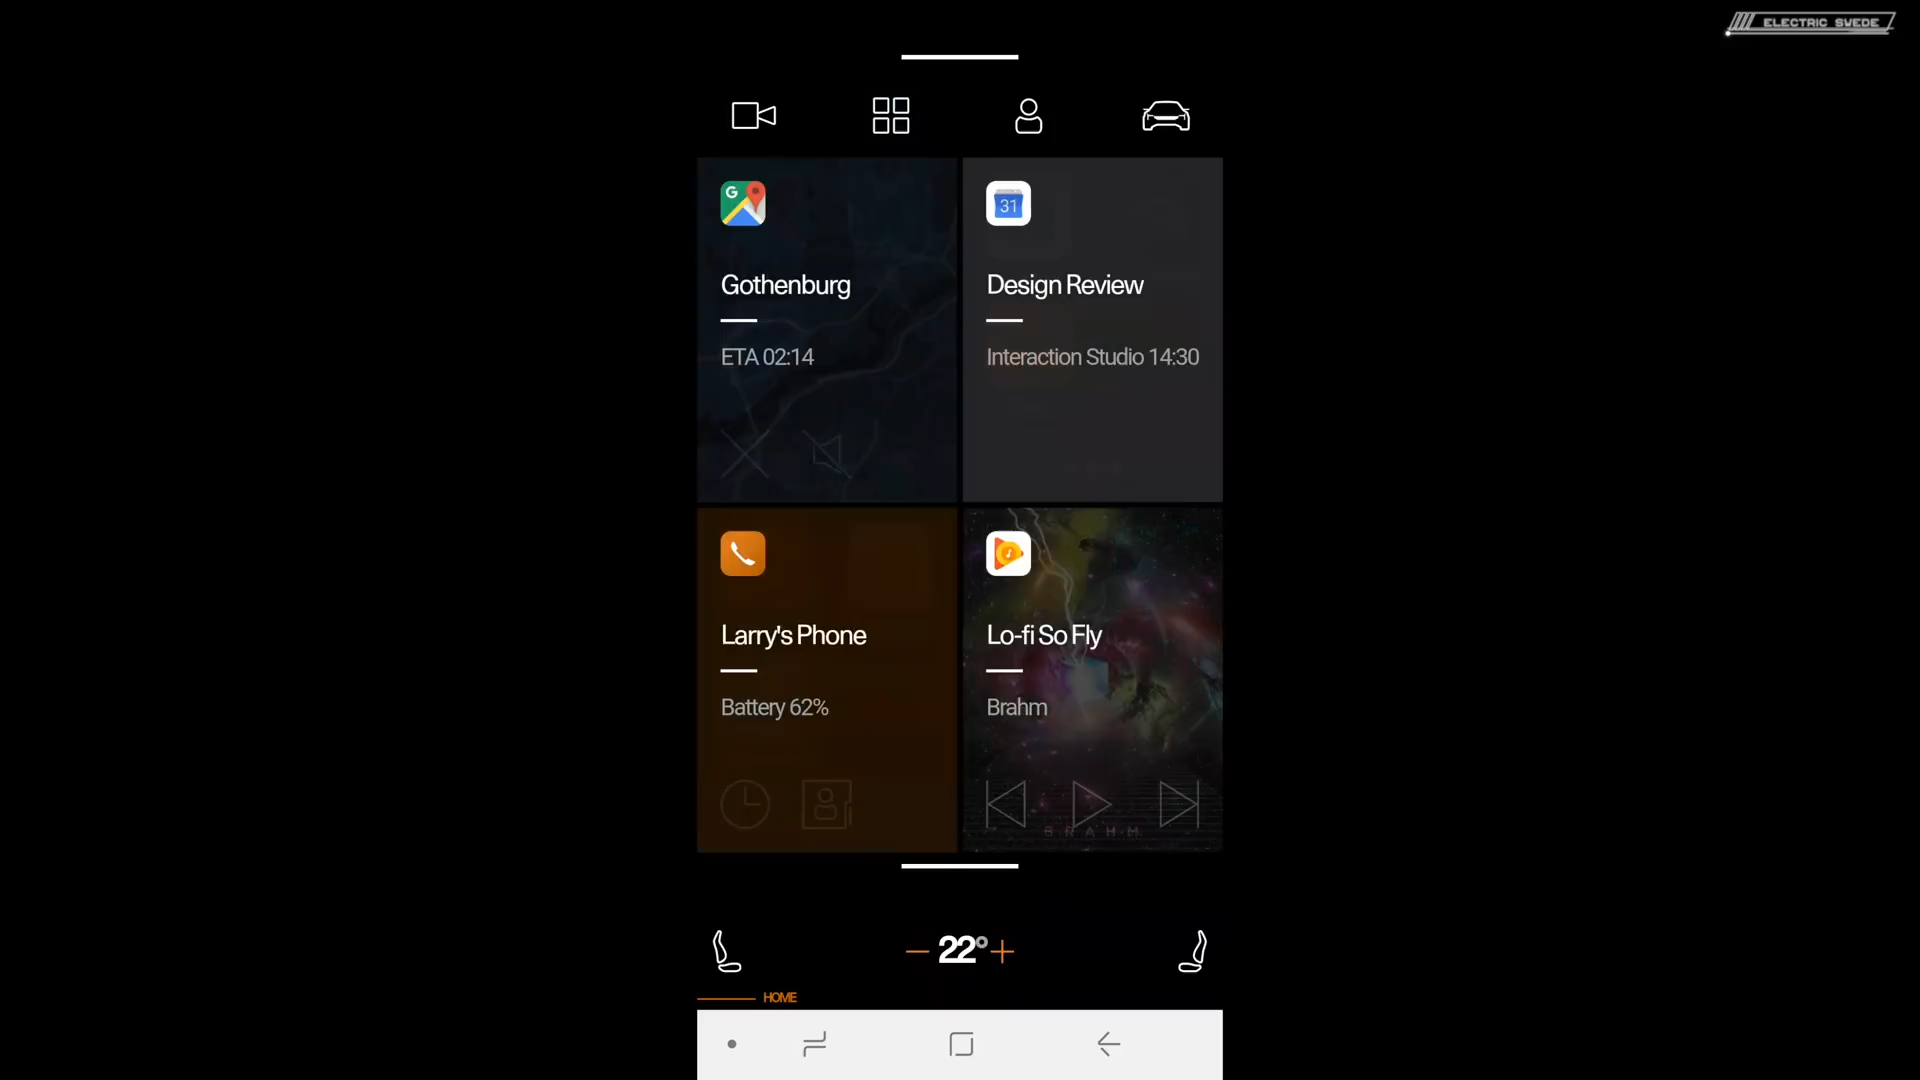 ELECTRIC SWEDE
G
31
Gothenburg
Design Review
ETA 02:14
Interaction Studio 14:30
Larry's Phone
Lo-fi So Fly
Battery 62%
Brahm
BRAHM
22°
HOME